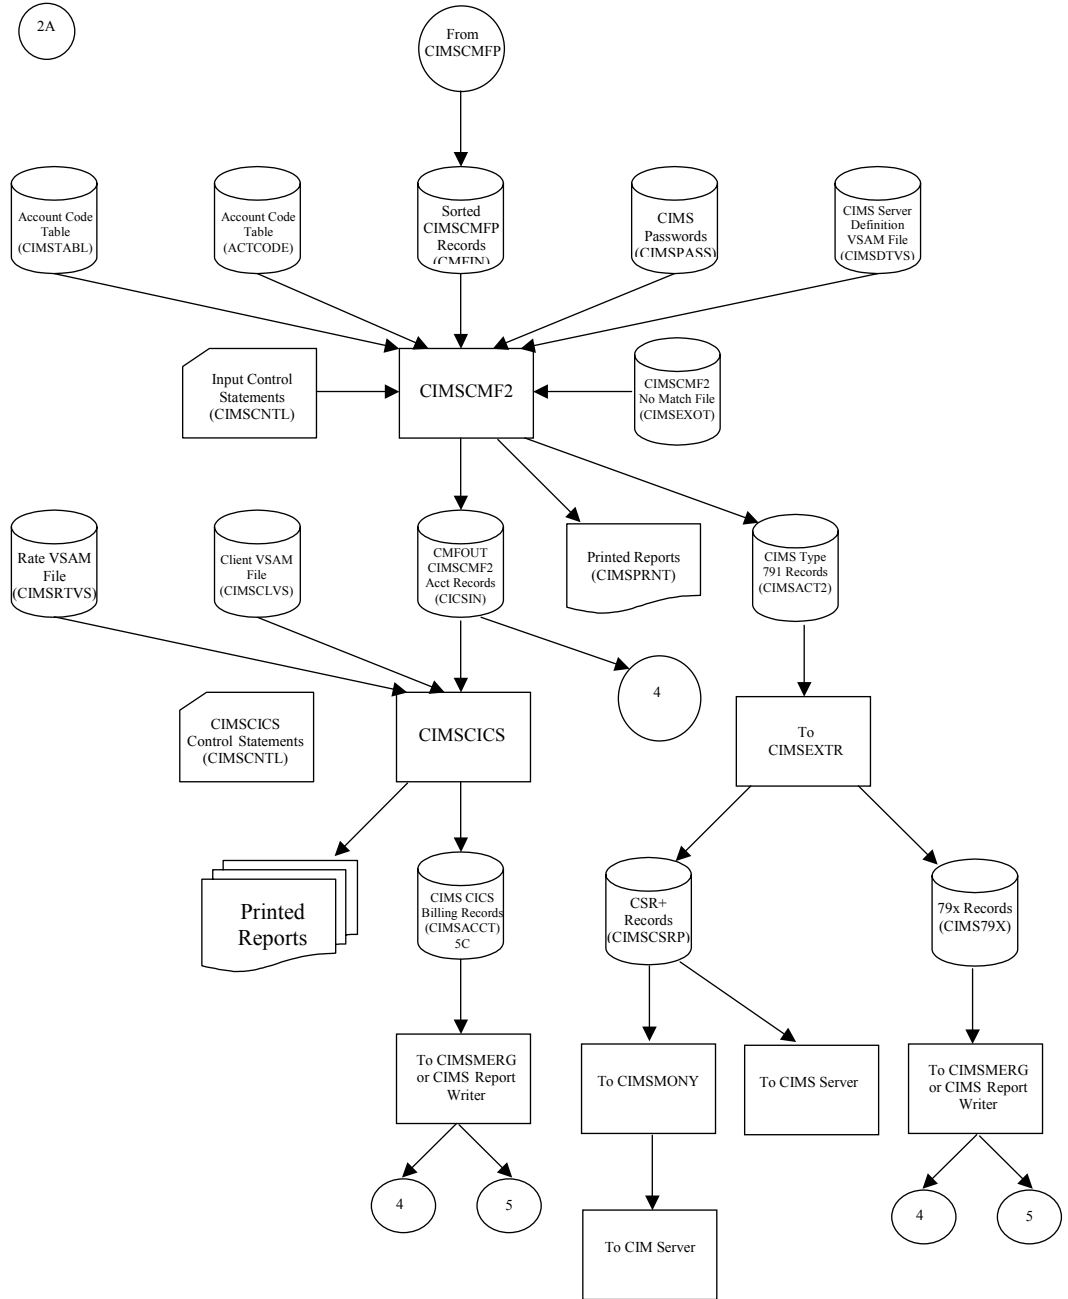 2A
From
CIMSCMFP
Account Code
Table
(CIMSTABL)
Account Code
Table
(ACTCODE)
Sorted
CIMSCMFP
Records
(CMFIN)
CIMS
Passwords
(CIMSPASS)
CIMS Server
Definition
VSAM File
(CIMSDTVS)
Input Control
Statements
(CIMSCNTL)
CIMSCMF2
CIMSCMF2
No Match File
(CIMSEXOT)
Rate VSAM
File
(CIMSRTVS)
Client VSAM
File
(CIMSCLVS)
CMFOUT
CIMSCMF2
Acct Records
(CICSIN)
Printed Reports
(CIMSPRNT)
CIMS Type
791 Records
(CIMSACT2)
4
CIMSCICS
Control Statements
(CIMSCNTL)
CIMSCICS
To
CIMSEXTR
Printed
Reports
CIMS CICS
Billing Records
(CIMSACCT)
5C
CSR+
Records
(CIMSCSRP)
79x Records
(CIMS79X)
To CIMSMERG
or CIMS Report
Writer
To CIMSMONY
To CIMS Server
To CIMSMERG
or CIMS Report
Writer
4
5
To CIM Server
4
5